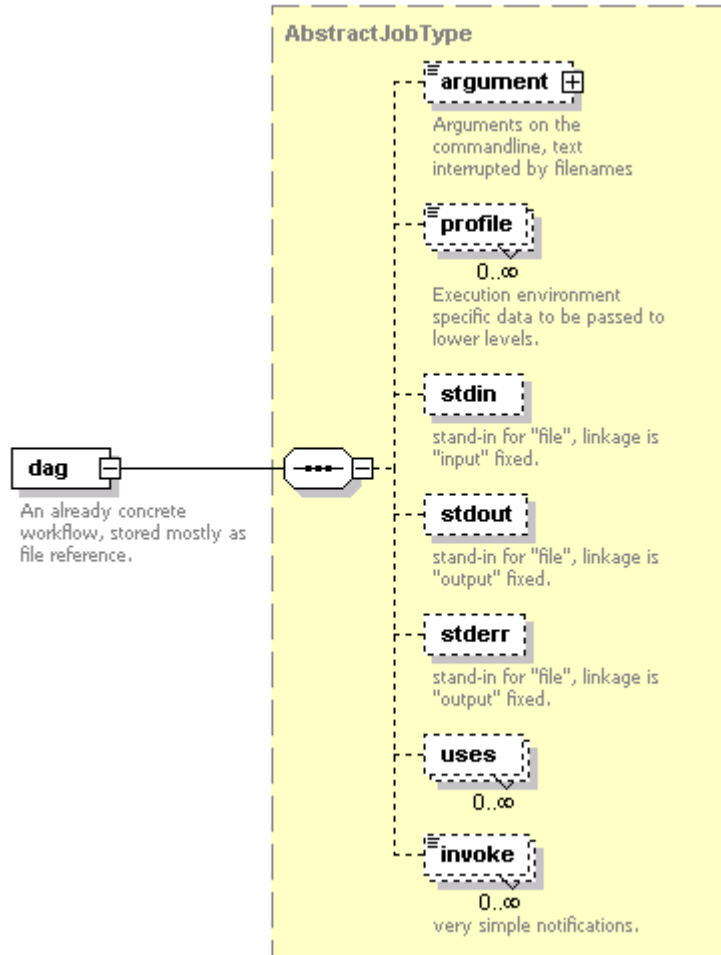 AbstractJobType
argument
Arguments on the
commandline, text
interrupted by filenames
profile
0..∞
Execution environment
specific data to be passed to
lower levels.
stdin
stand-in for "file", linkage is
"input" fixed.
dag
An already concrete
workflow, stored mostly as
file reference.
stdout
stand-in for "file", linkage is
"output" fixed.
stderr
stand-in for "file", linkage is
"output" fixed.
uses
0..∞
invoke
0..∞
very simple notifications.